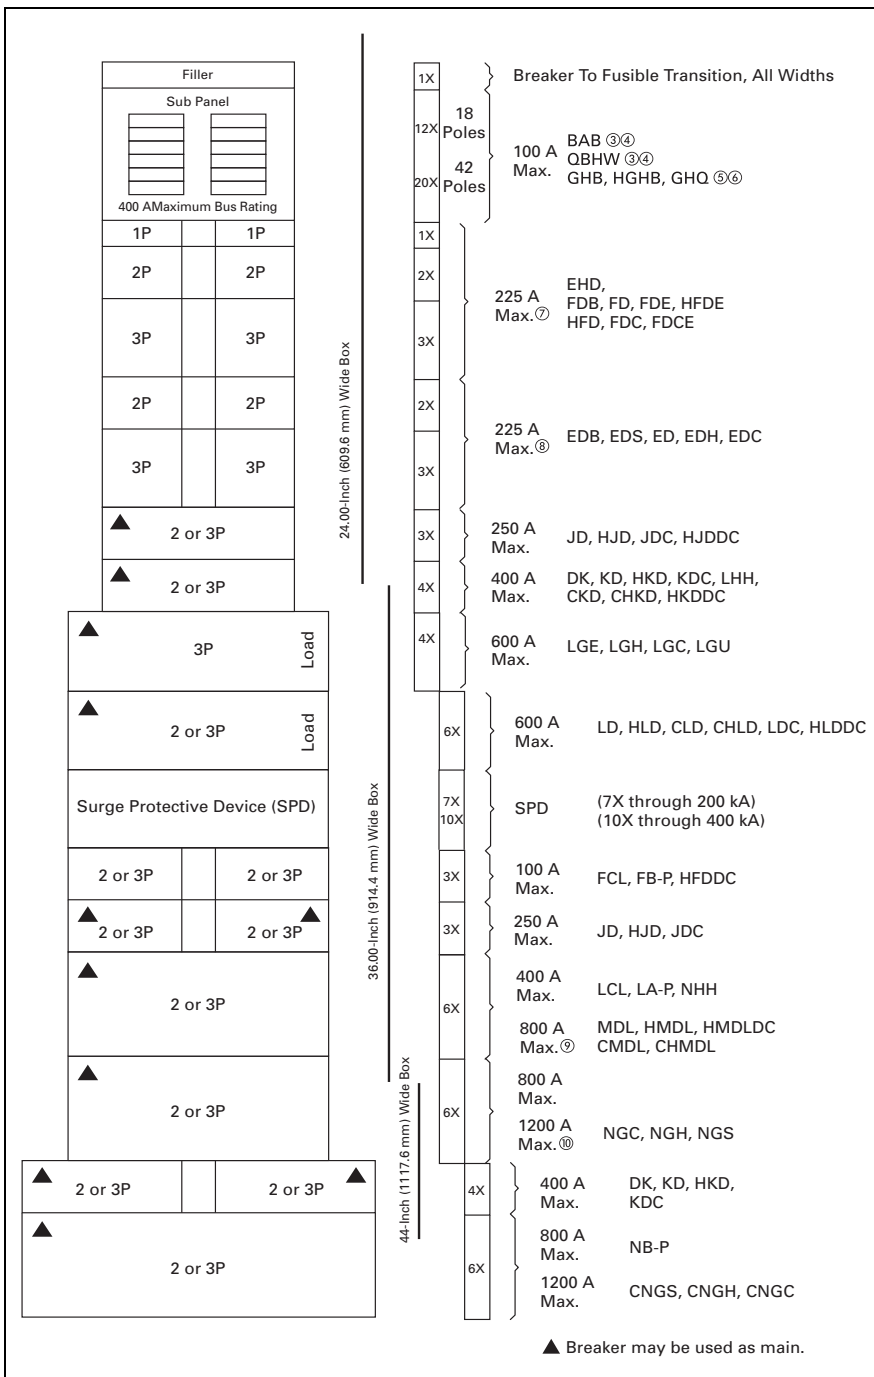 Filler
1X
Breaker To Fusible Transition, All Widths
Sub Panel
400 AMaximum Bus Rating
12X
18
Poles
20X
42
Poles
100 A
Max.
BAB ③④
QBHW ③④
GHB, HGHB, GHQ ⑤⑥
1P
1P
1X
2P
2P
2X
3P
3P
3X
225 A
Max.⑦
EHD,
FDB, FD, FDE, HFDE
HFD, FDC, FDCE
2P
2P
2X
3P
3P
3X
225 A
Max.⑧
EDB, EDS, ED, EDH, EDC
24.00-Inch (609.6 mm) Wide Box
▲
2 or 3P
3X
250 A
Max.
JD, HJD, JDC, HJDDC
▲
2 or 3P
4X
400 A
Max.
DK, KD, HKD, KDC, LHH,
CKD, CHKD, HKDDC
▲
3P
Load
4X
600 A
Max.
LGE, LGH, LGC, LGU
▲
2 or 3P
Load
6X
600 A
Max.
LD, HLD, CLD, CHLD, LDC, HLDDC
Surge Protective Device (SPD)
7X
10X
SPD
(7X through 200 kA)
(10X through 400 kA)
36.00-Inch (914.4 mm) Wide Box
2 or 3P
2 or 3P
3X
100 A
Max.
FCL, FB-P, HFDDC
▲
2 or 3P
▲
2 or 3P
3X
250 A
Max.
JD, HJD, JDC
▲
2 or 3P
6X
400 A
Max.
LCL, LA-P, NHH
800 A
Max.⑨
MDL, HMDL, HMDLDC
CMDL, CHMDL
▲
2 or 3P
6X
800 A
Max.
1200 A
Max.⑩
NGC, NGH, NGS
44-Inch (1117.6 mm) Wide Box
▲
2 or 3P
2 or 3P
▲
4X
400 A
Max.
DK, KD, HKD,
KDC
▲
2 or 3P
6X
800 A
Max.
NB-P
1200 A
Max.
CNGS, CNGH, CNGC
▲ Breaker may be used as main.